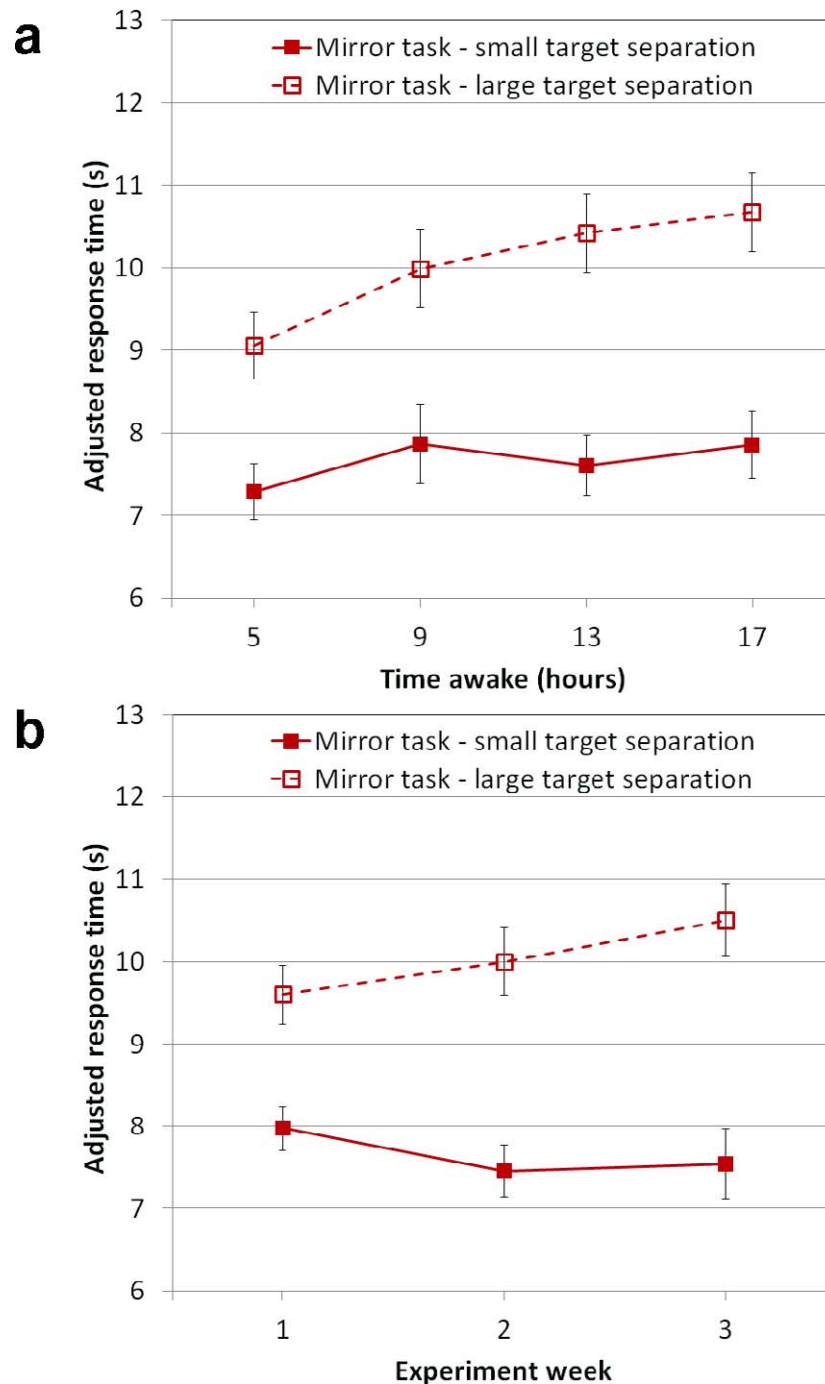 a
Mirror task - small target separation
Mirror task - large target separation
Adjusted response time (s)
13
12
11
10
9
8
7
6
5 9 13 17
Time awake (hours)
b
Mirror task - small target separation
Mirror task - large target separation
Adjusted response time (s)
13
12
11
10
9
8
7
6
1 2 3
Experiment week